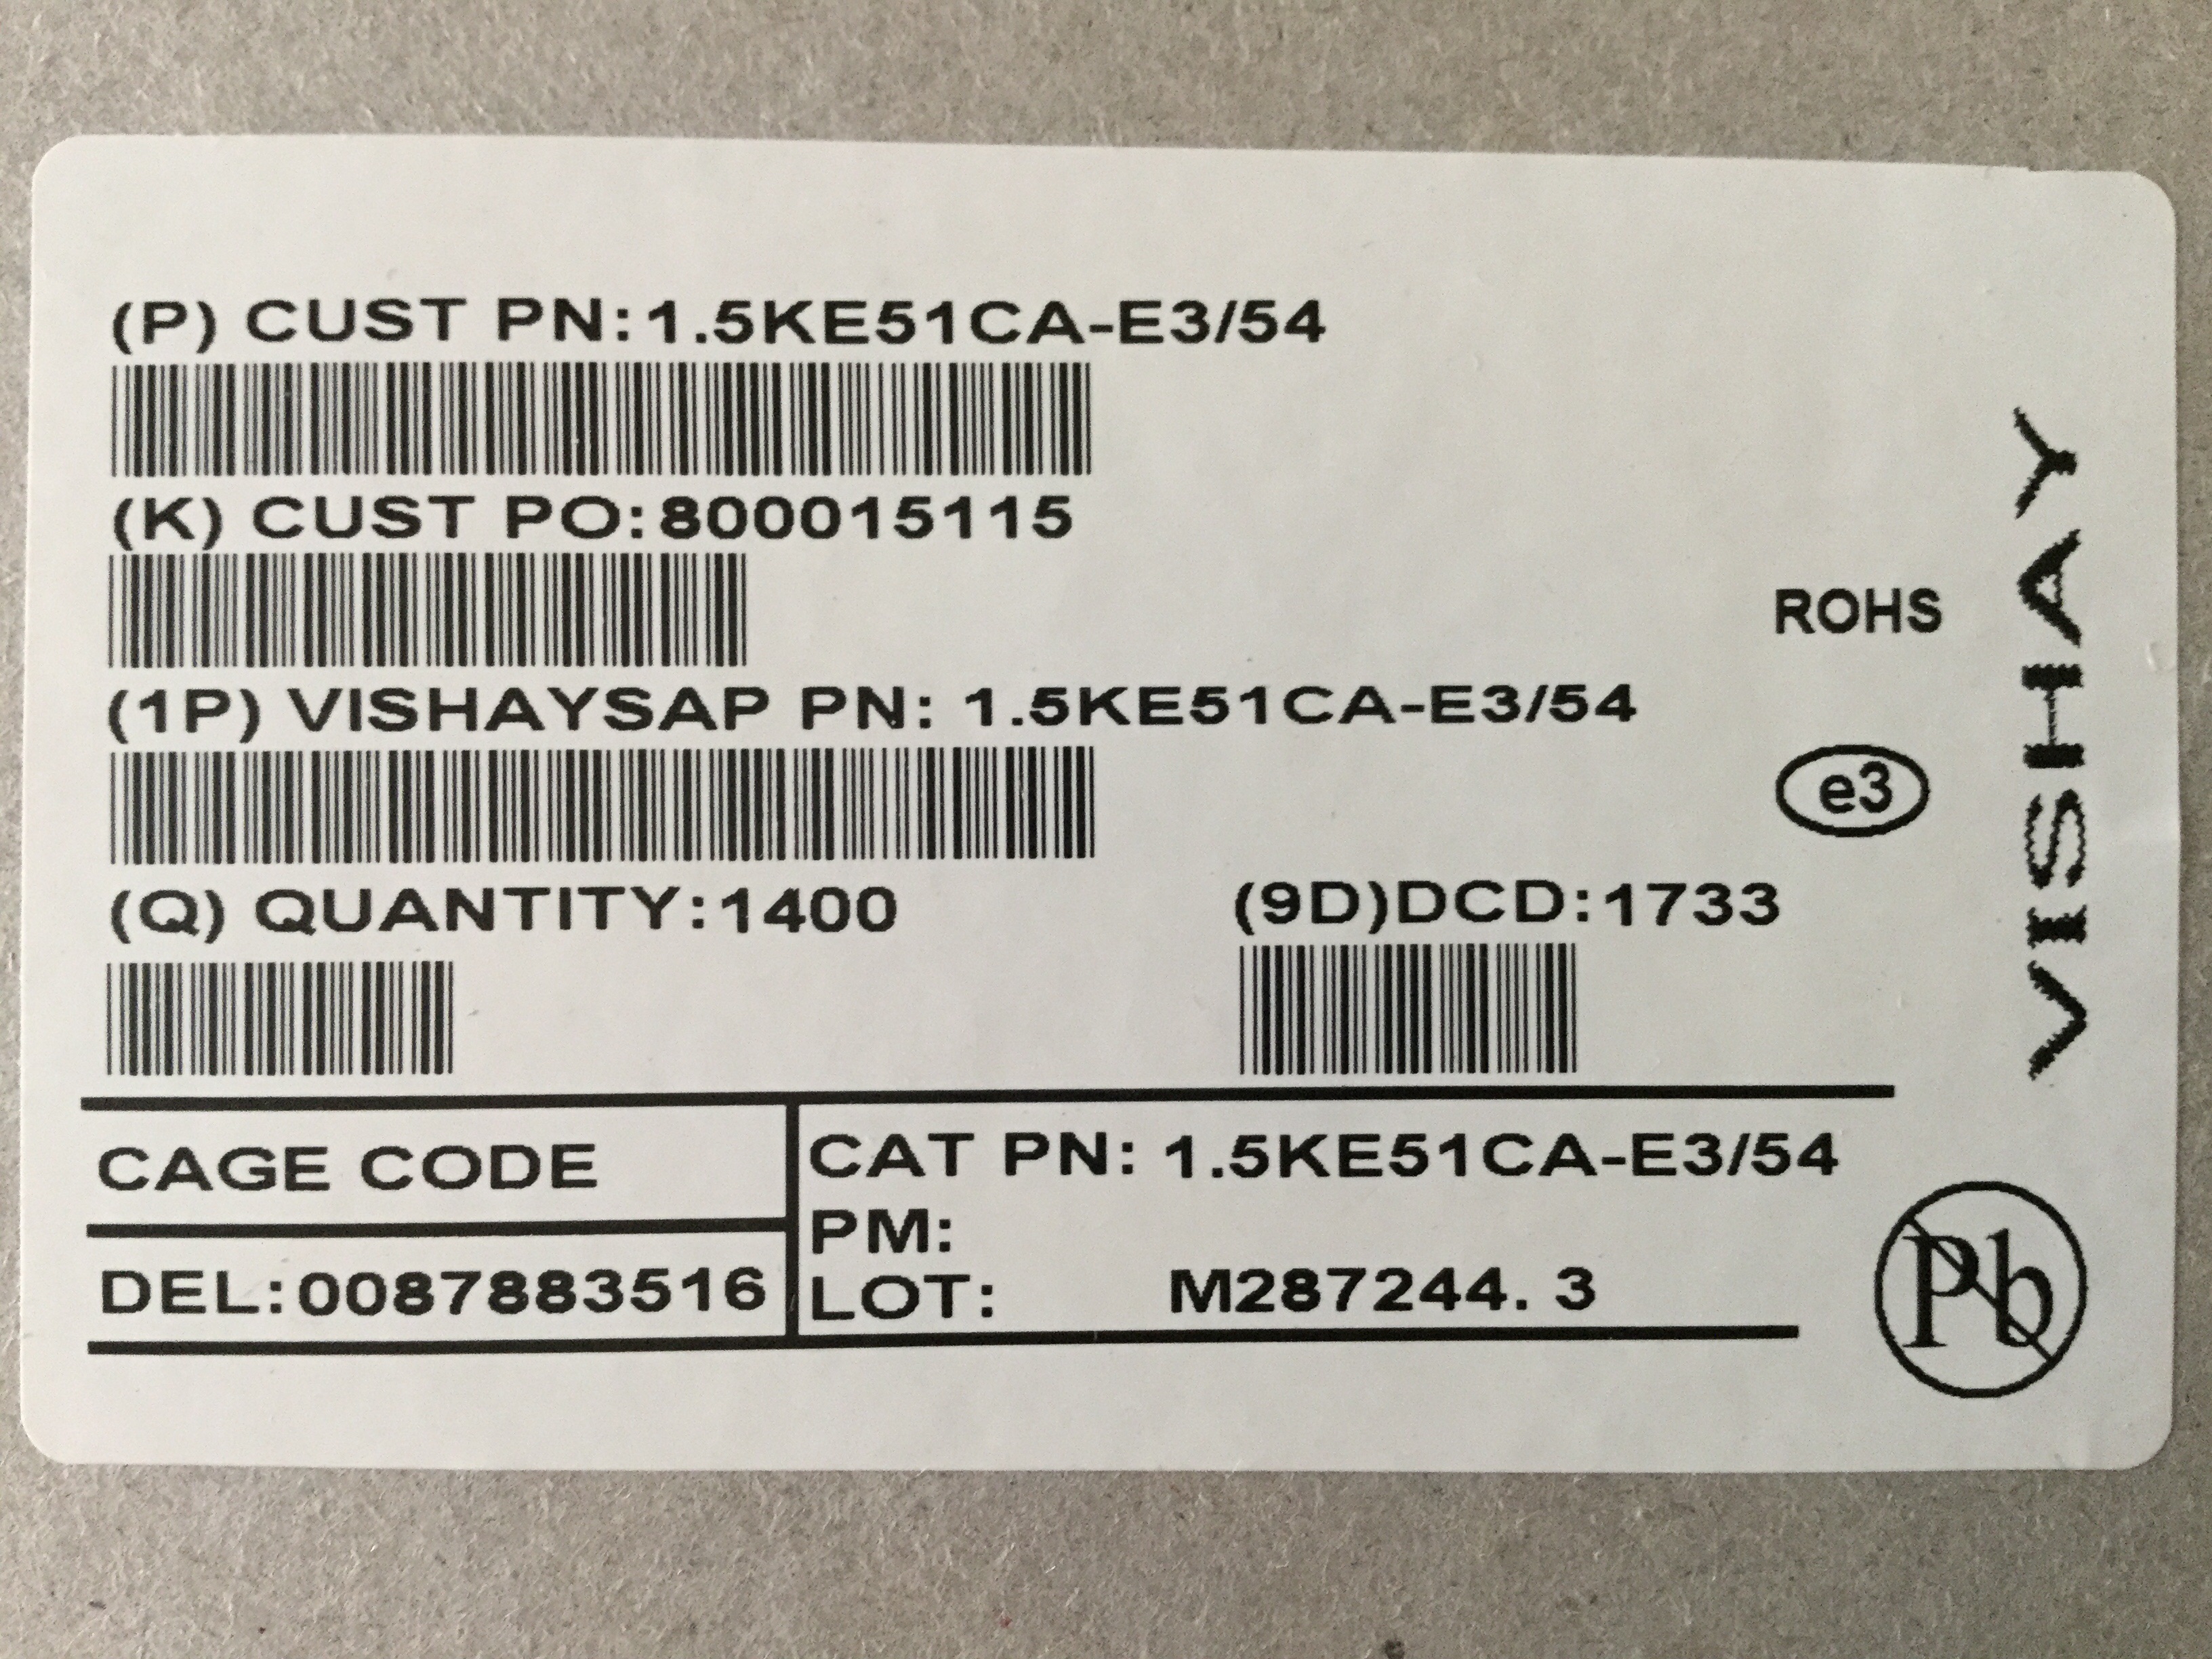 (P) CUST PN:1.5KE51CA-E3/54
(K) CUST PO:800015115
ROHS
(1P) VISHAYSAP PN: 1.5KE51CA-E3/54
e3
(Q) QUANTITY:1400
(9D)DCD:1733
VISHAY
CAGE CODE
DEL:0087883516
CAT PN: 1.5KE51CA-E3/54
PM:
LOT: M287244. 3
Pb